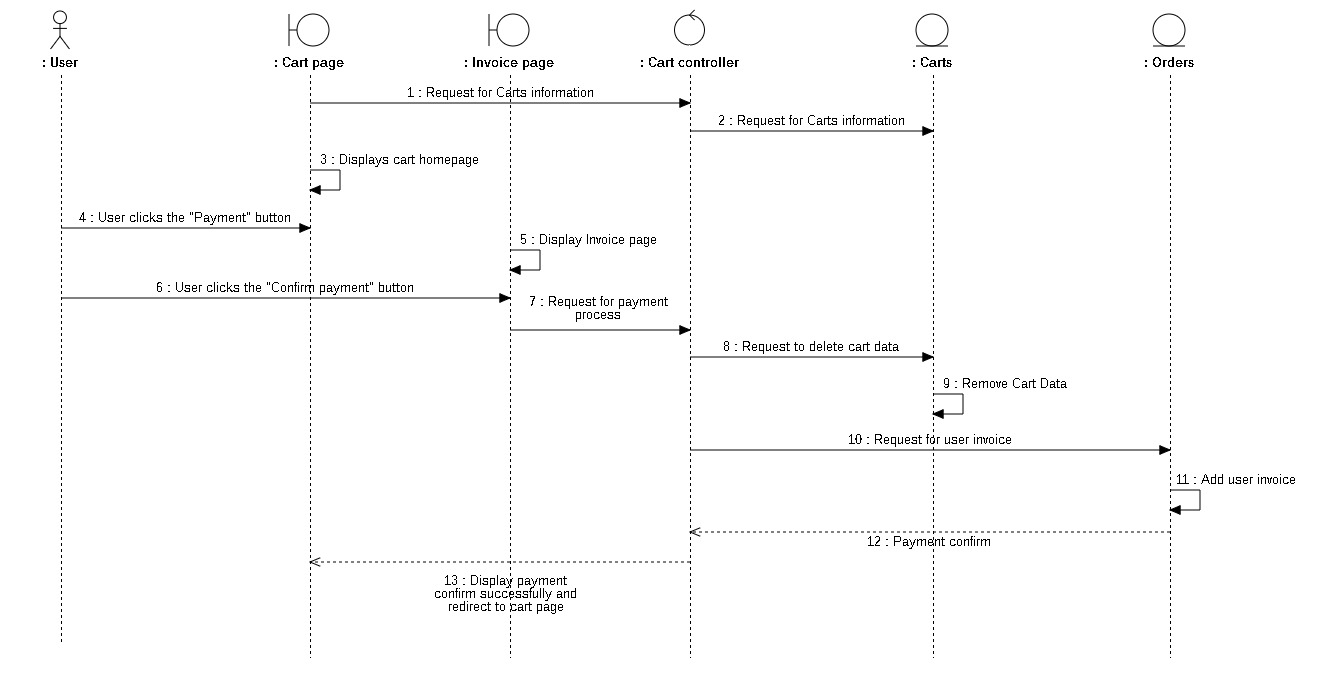 : User
: Cart page
: Invoice page
: Cart controller
: Carts
: Orders
1 : Request for Carts information
2 : Request for Carts information
3 : Displays cart homepage
4 : User clicks the "Payment" button
5 : Display Invoice page
6 : User clicks the "Confirm payment" button
7 : Request for payment
process
8 : Request to delete cart data
9 : Remove Cart Data
10 : Request for user invoice
11 : Add user invoice
12 : Payment confirm
13 : Display payment
confirm successfully and
redirect to cart page